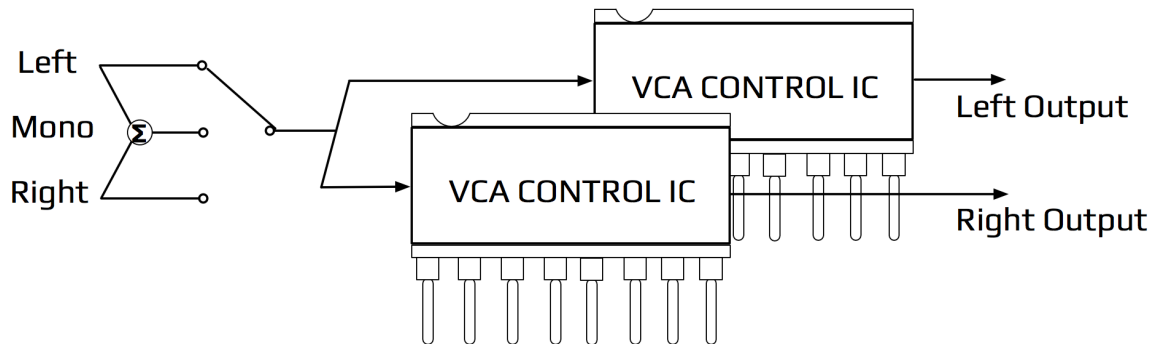 Left
Mono
Σ
Right
VCA CONTROL IC
VCA CONTROL IC
Left Output
Right Output